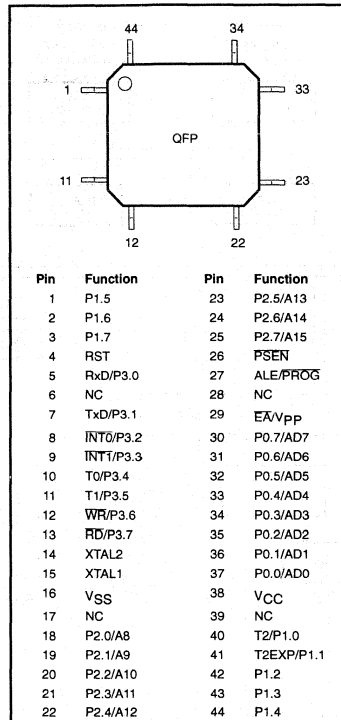 44 34
1 33
QFP
11 23
12 22
Pin Function Pin Function
1 P1.5 23 P2.5/A13
2 P1.6 24 P2.6/A14
3 P1.7 25 P2.7/A15
4 RST 26 PSEN
5 RxD/P3.0 27 ALE/PROG
6 NC 28 NC
7 TxD/P3.1 29 EA/VPP
8 INT0/P3.2 30 P0.7/AD7
9 INT1/P3.3 31 P0.6/AD6
10 T0/P3.4 32 P0.5/AD5
11 T1/P3.5 33 P0.4/AD4
12 WR/P3.6 34 P0.3/AD3
13 RD/P3.7 35 P0.2/AD2
14 XTAL2 36 P0.1/AD1
15 XTAL1 37 P0.0/AD0
16 VSS 38 VCC
17 NC 39 NC
18 P2.0/A8 40 T2/P1.0
19 P2.1/A9 41 T2EXP/P1.1
20 P2.2/A10 42 P1.2
21 P2.3/A11 43 P1.3
22 P2.4/A12 44 P1.4